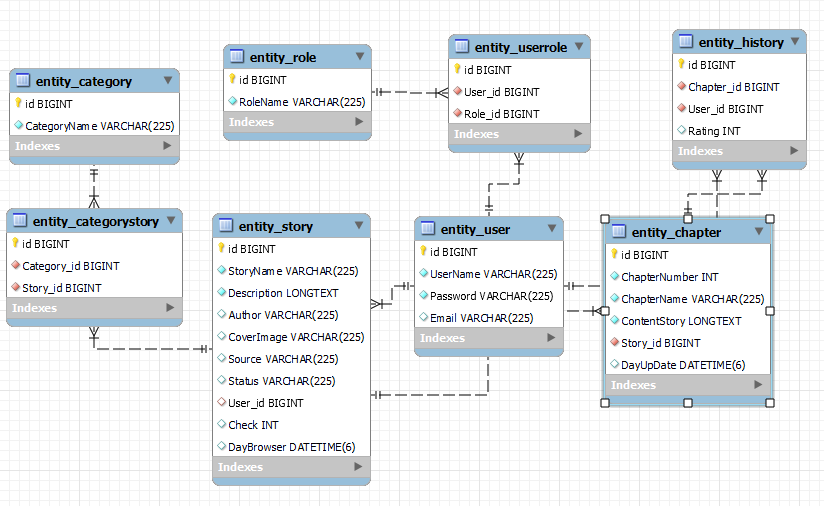 entity_category
id BIGINT
CategoryName VARCHAR(225)
Indexes
entity_role
id BIGINT
RoleName VARCHAR(225)
Indexes
entity_userrole
id BIGINT
User_id BIGINT
Role_id BIGINT
Indexes
entity_history
id BIGINT
Chapter_id BIGINT
User_id BIGINT
Rating INT
Indexes
entity_categorystory
id BIGINT
Category_id BIGINT
Story_id BIGINT
Indexes
entity_story
id BIGINT
StoryName VARCHAR(225)
Description LONGTEXT
Author VARCHAR(225)
CoverImage VARCHAR(225)
Source VARCHAR(225)
Status VARCHAR(225)
User_id BIGINT
Check INT
DayBrowser DATETIME(6)
Indexes
entity_user
id BIGINT
UserName VARCHAR(225)
Password VARCHAR(225)
Email VARCHAR(225)
Indexes
entity_chapter
id BIGINT
ChapterNumber INT
ChapterName VARCHAR(225)
ContentStory LONGTEXT
Story_id BIGINT
DayUpDate DATETIME(6)
Indexes